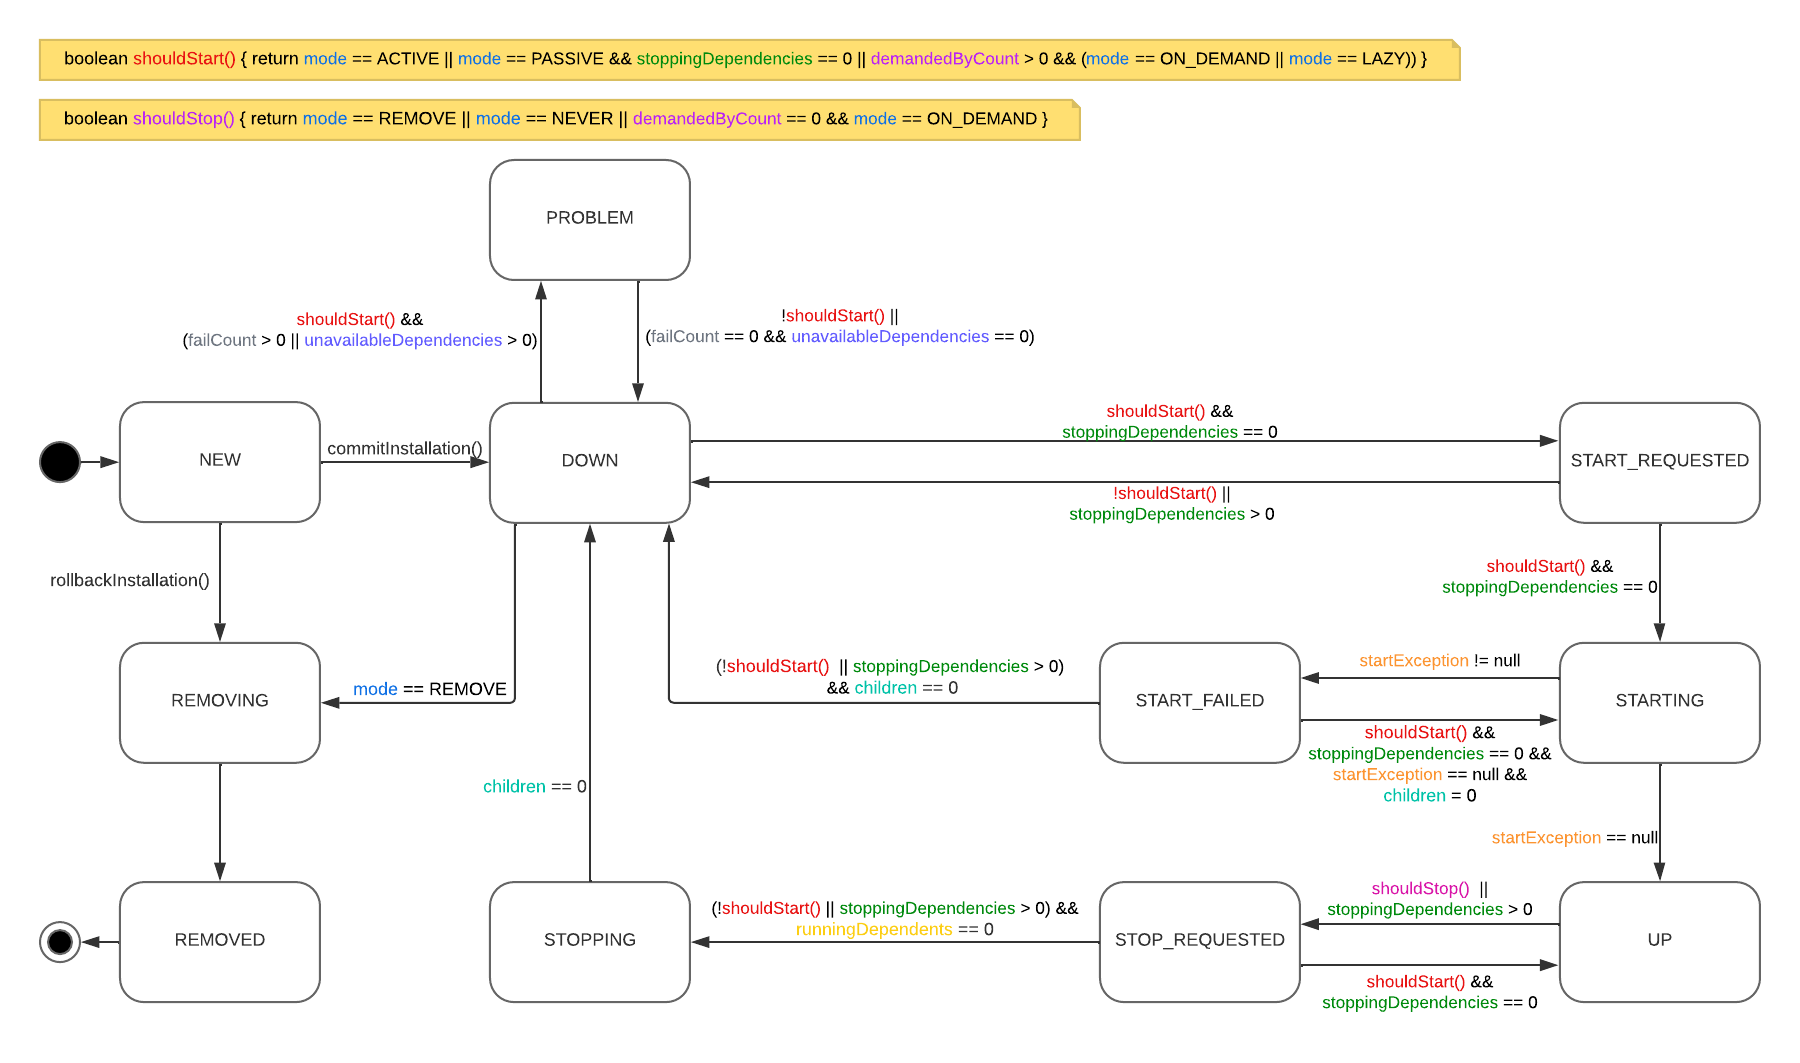 boolean shouldStart() { return mode == ACTIVE || mode == PASSIVE && stoppingDependencies == 0 || demandedByCount > 0 && (mode == ON_DEMAND || mode == LAZY)) }
boolean shouldStop() { return mode == REMOVE || mode == NEVER || demandedByCount == 0 && mode == ON_DEMAND }
PROBLEM
shouldStart() &&
(failCount > 0 || unavailableDependencies > 0)
!shouldStart() ||
(failCount == 0 && unavailableDependencies == 0)
NEW
commitInstallation()
DOWN
shouldStart() &&
stoppingDependencies == 0
!shouldStart() ||
stoppingDependencies > 0
START_REQUESTED
rollbackInstallation()
shouldStart() &&
stoppingDependencies == 0
REMOVING
mode == REMOVE
(!shouldStart() || stoppingDependencies > 0)
&& children == 0
START_FAILED
startException != null
shouldStart() &&
stoppingDependencies == 0 &&
startException == null &&
children = 0
STARTING
children == 0
startException == null
REMOVED
STOPPING
(!shouldStart() || stoppingDependencies > 0) &&
runningDependents == 0
STOP_REQUESTED
shouldStop() ||
stoppingDependencies > 0
shouldStart() &&
stoppingDependencies == 0
UP